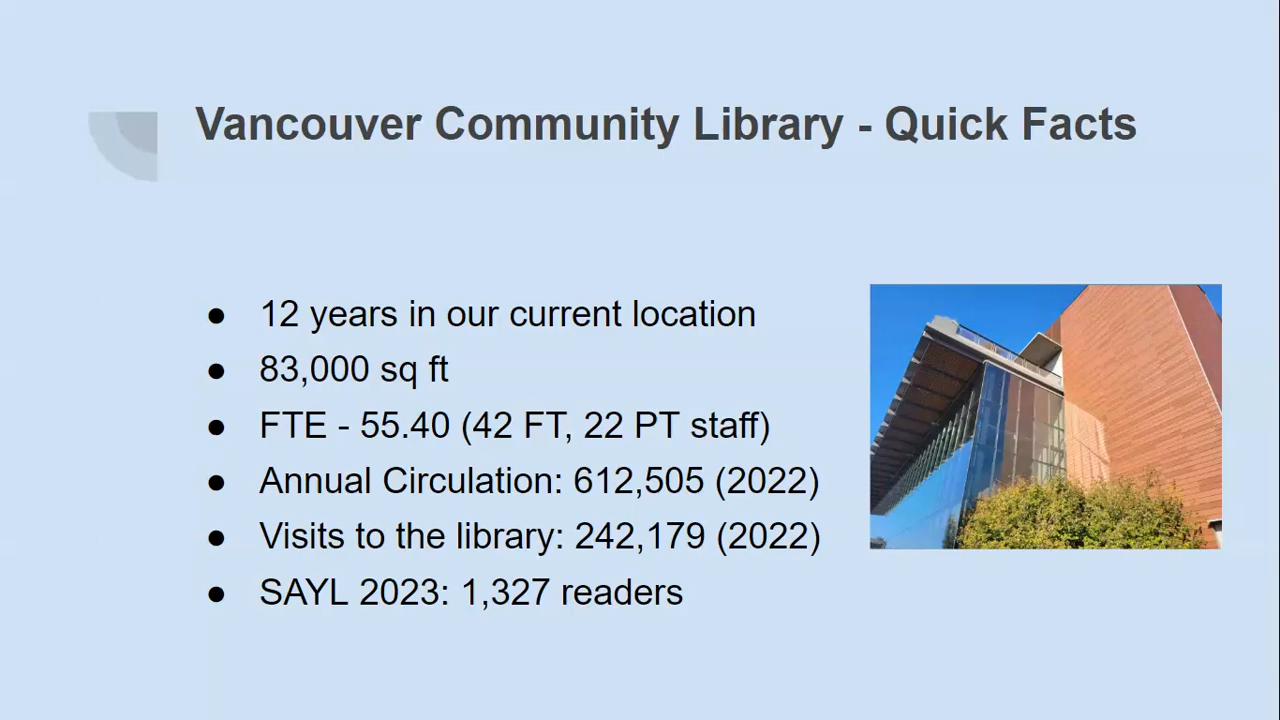 Vancouver Community Library - Quick Facts
● 12 years in our current location
● 83,000 sq ft
● FTE - 55.40 (42 FT, 22 PT staff)
● Annual Circulation: 612,505 (2022)
● Visits to the library: 242,179 (2022)
● SAYL 2023: 1,327 readers